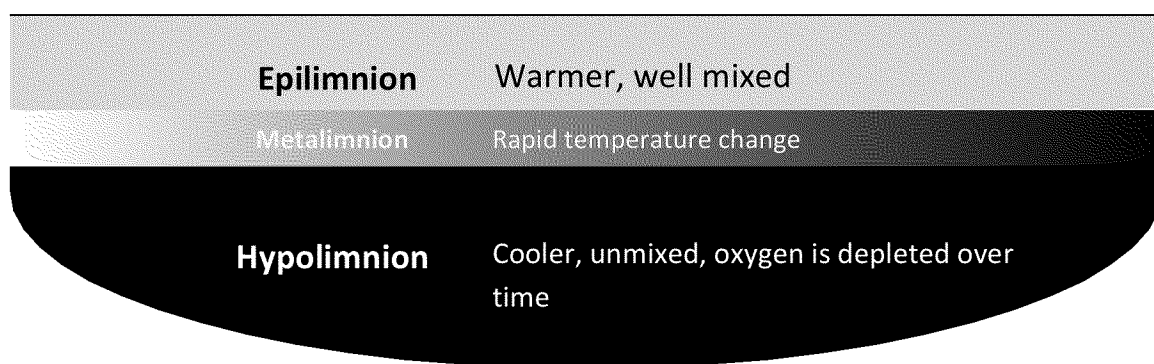 Epilimnion Warmer, well mixed
Metalimnion Rapid temperature change
Hypolimnion Cooler, unmixed, oxygen is depleted over
time